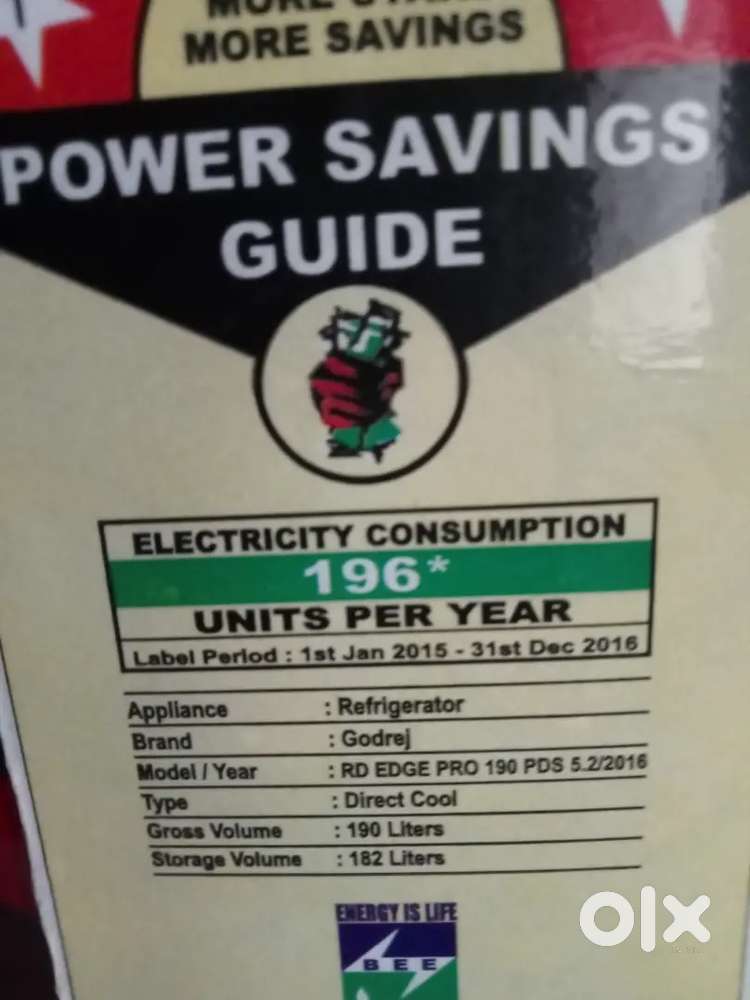 MORE SAVINGS
POWER SAVINGS
GUIDE
ELECTRICITY CONSUMPTION
196*
UNITS PER YEAR
Label Period : 1st Jan 2015 - 31st Dec 2016
Appliance : Refrigerator
Brand : Godrej
Model / Year : RD EDGE PRO 190 PDS 5.2/2016
Type : Direct Cool
Gross Volume : 190 Liters
Storage Volume : 182 Liters
ENERGY IS LIFE
BEE
olx